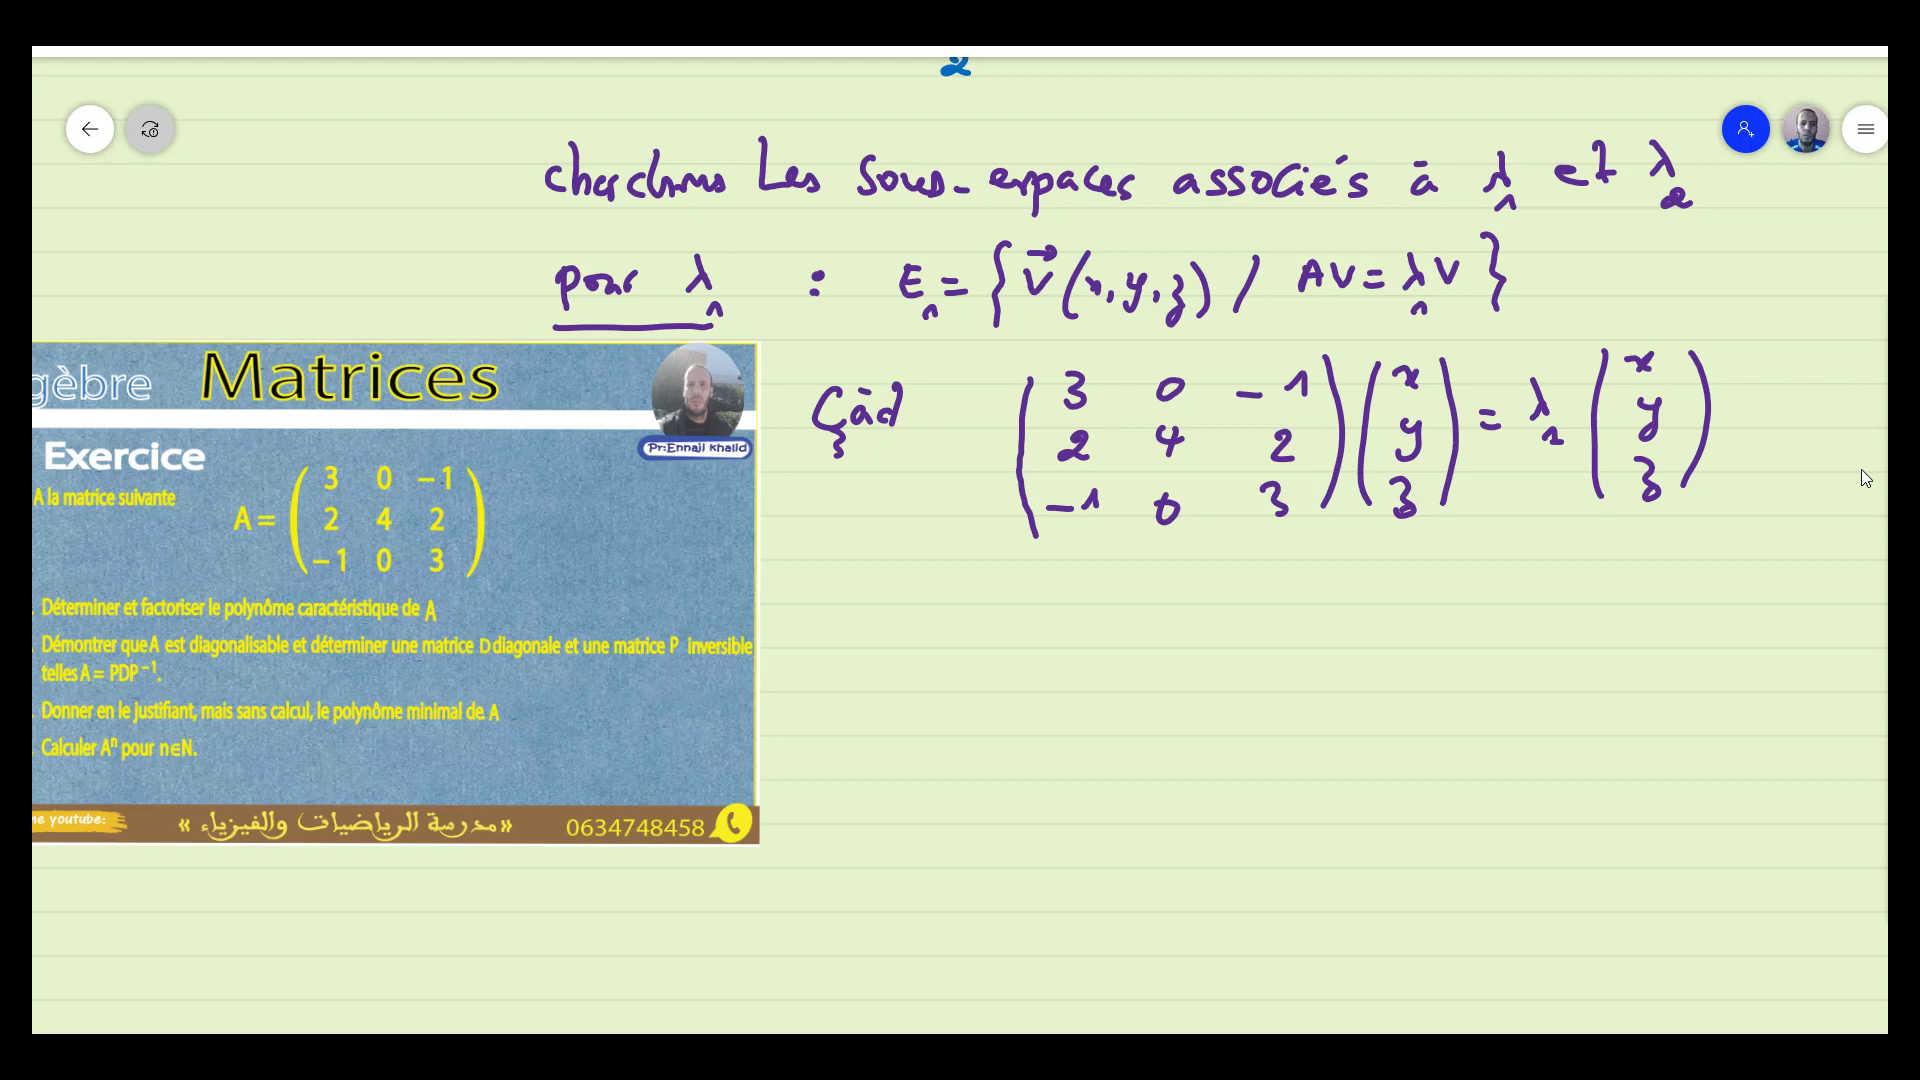 2
cherchons Les Sous-espaces associés à λ1 et λ2
pour λ1 : E1 = { V⃗ (x, y, z) / AV = λ1 V }
Càd ( 3 0 -1 ) ( x ) = λ1 ( x )
( 2 4 2 ) ( y ) ( y )
( -1 0 3 ) ( z ) ( z )
gèbre Matrices
Pr:Ennaji Khalid
Exercice
A la matrice suivante
A = ( 3 0 -1 )
( 2 4 2 )
( -1 0 3 )
. Déterminer et factoriser le polynôme caractéristique de A
. Démontrer que A est diagonalisable et déterminer une matrice D diagonale et une matrice P inversible
telles A = PDP⁻¹.
. Donner en le justifiant, mais sans calcul, le polynôme minimal de A
. Calculer Aⁿ pour n∈N.
ne youtube: « مدرسة الرياضيات والفيزياء » 0634748458